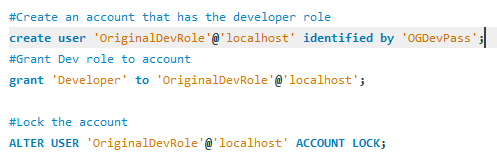 #Create an account that has the developer role
create user 'OriginalDevRole'@'localhost' identified by 'OGDevPass';
#Grant Dev role to account
grant 'Developer' to 'OriginalDevRole'@'localhost';
#Lock the account
ALTER USER 'OriginalDevRole'@'localhost' ACCOUNT LOCK;